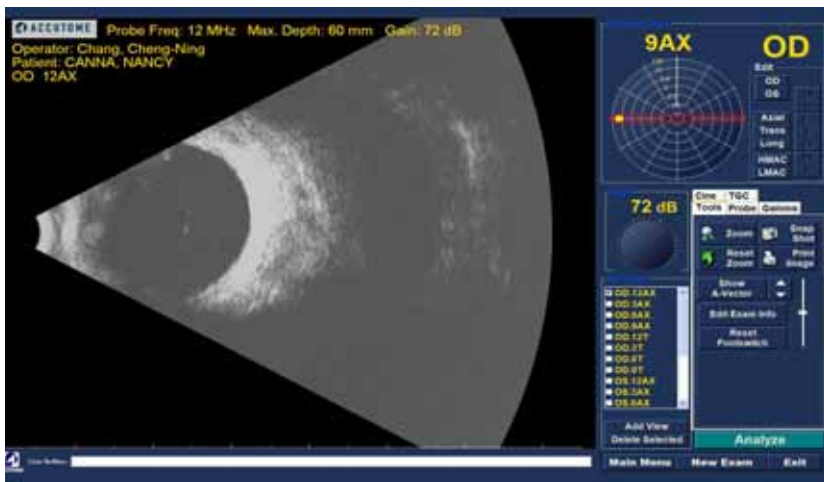 ACCUTOME Probe Freq: 12 MHz Max. Depth: 60 mm Gain: 72 dB
Operator: Chang, Cheng-Ning
Patient: CANNA, NANCY
OD 12AX
9AX
OD
Edit
OD
OS
Axial
Trans
Long
HMAC
LMAC
72 dB
Cine TGC
Tools Probe Gamma
Zoom
Snap Shot
Reset Zoom
Print Image
Show A-Vector
Edit Exam Info
Reset Footswitch
OD.12AX
OD.3AX
OD.6AX
OD.9AX
OD.12T
OD.3T
OD.6T
OD.9T
OS.12AX
OS.3AX
OS.6AX
Add View
Delete Selected
Analyze
Main Menu
New Exam
Exit